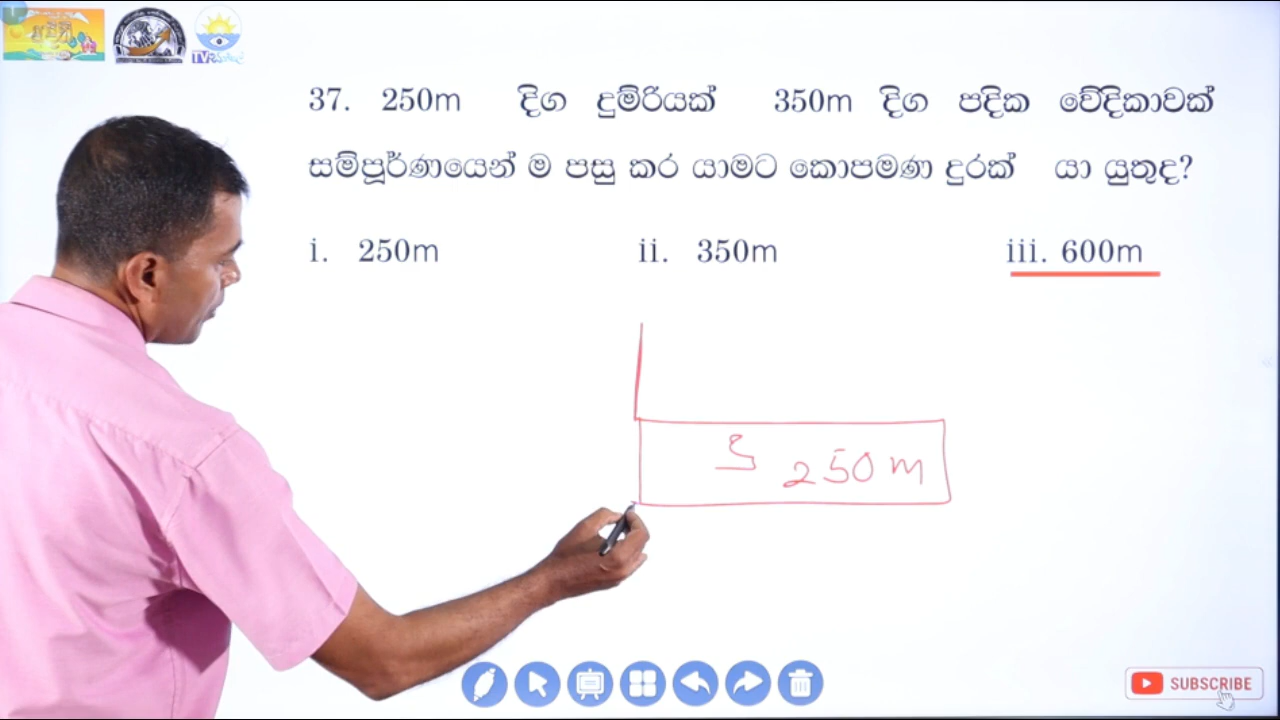 37. 250m දිග දුම්රියක් 350m දිග පදික වේදිකාවක්
සම්පූර්ණයෙන් ම පසු කර යාමට කොපමණ දුරක් යා යුතුද?
i. 250m ii. 350m iii. 600m
250m
SUBSCRIBE